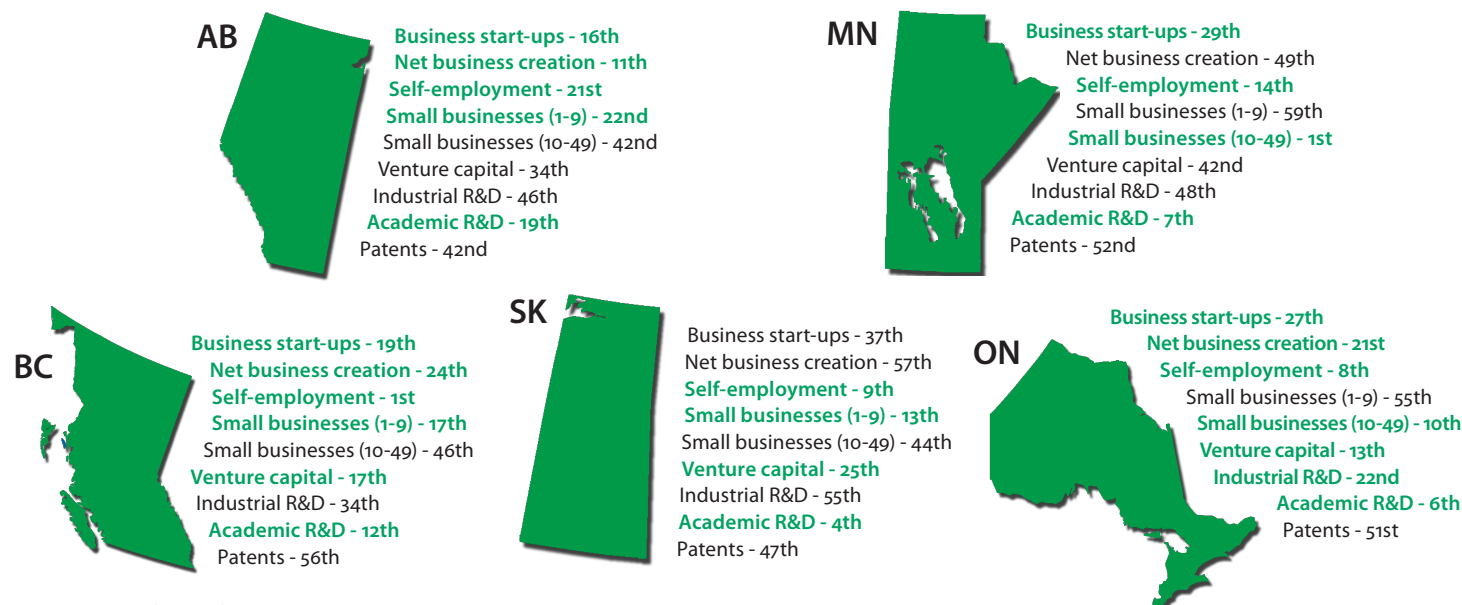 AB
Business start-ups - 16th
Net business creation - 11th
Self-employment - 21st
Small businesses (1-9) - 22nd
Small businesses (10-49) - 42nd
Venture capital - 34th
Industrial R&D - 46th
Academic R&D - 19th
Patents - 42nd
MN
Business start-ups - 29th
Net business creation - 49th
Self-employment - 14th
Small businesses (1-9) - 59th
Small businesses (10-49) - 1st
Venture capital - 42nd
Industrial R&D - 48th
Academic R&D - 7th
Patents - 52nd
BC
Business start-ups - 19th
Net business creation - 24th
Self-employment - 1st
Small businesses (1-9) - 17th
Small businesses (10-49) - 46th
Venture capital - 17th
Industrial R&D - 34th
Academic R&D - 12th
Patents - 56th
SK
Business start-ups - 37th
Net business creation - 57th
Self-employment - 9th
Small businesses (1-9) - 13th
Small businesses (10-49) - 44th
Venture capital - 25th
Industrial R&D - 55th
Academic R&D - 4th
Patents - 47th
ON
Business start-ups - 27th
Net business creation - 21st
Self-employment - 8th
Small businesses (1-9) - 55th
Small businesses (10-49) - 10th
Venture capital - 13th
Industrial R&D - 22nd
Academic R&D - 6th
Patents - 51st